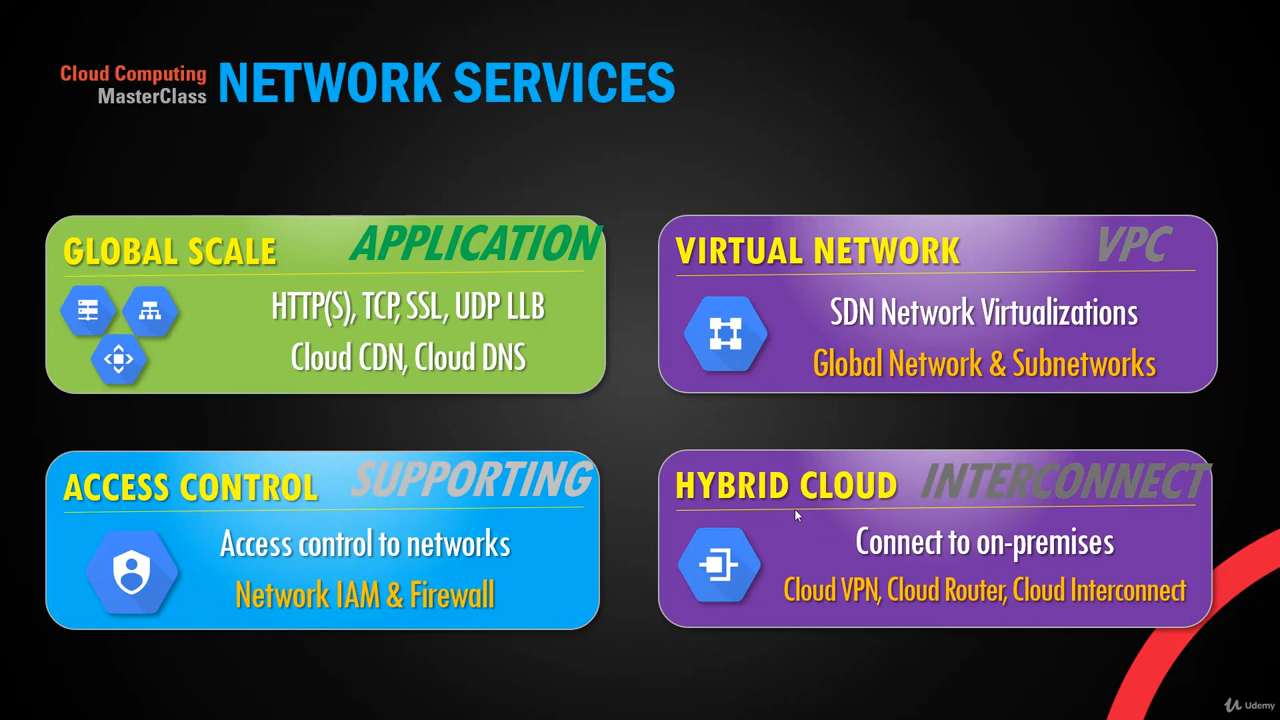 Cloud Computing
MasterClass
NETWORK SERVICES
GLOBAL SCALE
APPLICATION
HTTP(S), TCP, SSL, UDP LLB
Cloud CDN, Cloud DNS
VIRTUAL NETWORK
VPC
SDN Network Virtualizations
Global Network & Subnetworks
ACCESS CONTROL
SUPPORTING
Access control to networks
Network IAM & Firewall
HYBRID CLOUD
INTERCONNECT
Connect to on-premises
Cloud VPN, Cloud Router, Cloud Interconnect
Udemy